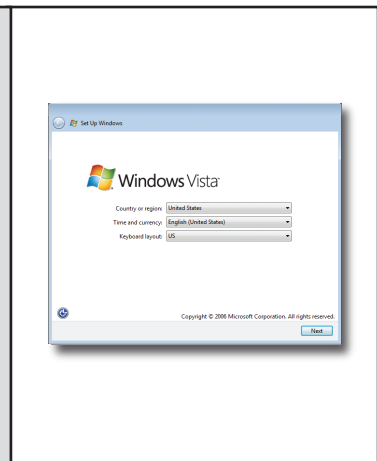 Set Up Windows
Windows Vista™
Country or region: United States
Time and currency: English (United States)
Keyboard layout: US
Copyright © 2006 Microsoft Corporation. All rights reserved.
Next